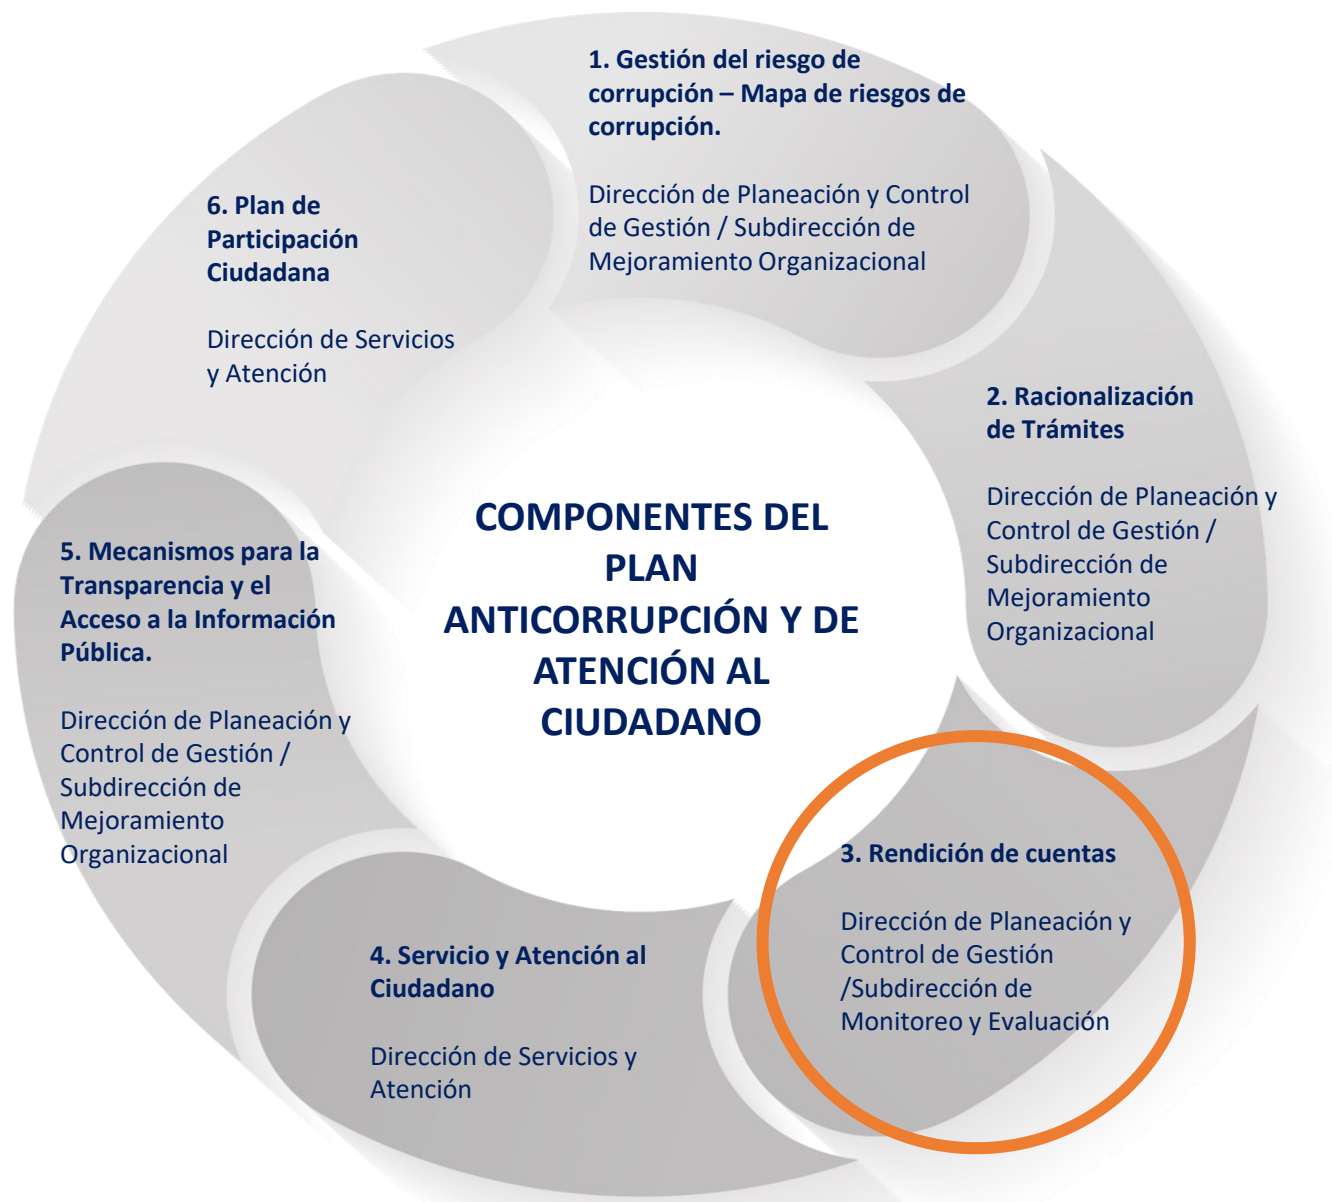 COMPONENTES DEL
PLAN
ANTICORRUPCIÓN Y DE
ATENCIÓN AL
CIUDADANO
1. Gestión del riesgo de
corrupción – Mapa de riesgos de
corrupción.
Dirección de Planeación y Control
de Gestión / Subdirección de
Mejoramiento Organizacional
2. Racionalización
de Trámites
Dirección de Planeación y
Control de Gestión /
Subdirección de
Mejoramiento
Organizacional
3. Rendición de cuentas
Dirección de Planeación y
Control de Gestión
/Subdirección de
Monitoreo y Evaluación
4. Servicio y Atención al
Ciudadano
Dirección de Servicios y
Atención
5. Mecanismos para la
Transparencia y el
Acceso a la Información
Pública.
Dirección de Planeación y
Control de Gestión /
Subdirección de
Mejoramiento
Organizacional
6. Plan de
Participación
Ciudadana
Dirección de Servicios
y Atención